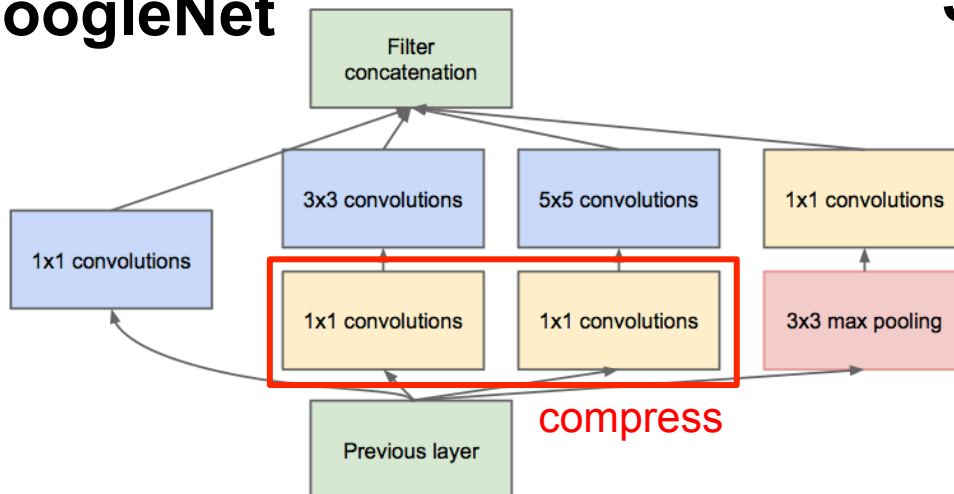 oogleNet
Filter
concatenation
3x3 convolutions
5x5 convolutions
1x1 convolutions
1x1 convolutions
1x1 convolutions
1x1 convolutions
3x3 max pooling
compress
Previous layer